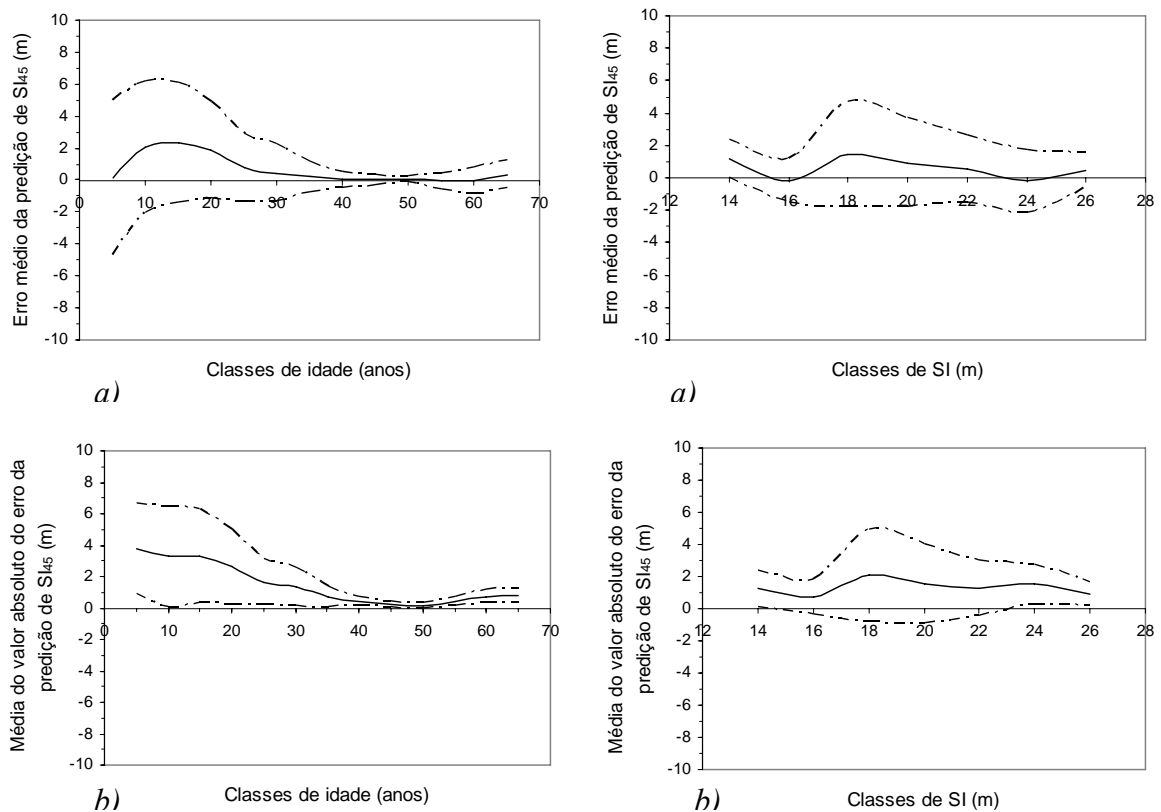 Erro médio da predição de SI45 (m)
10
8
6
4
2
0
-2
-4
-6
-8
-10
0 10 20 30 40 50 60 70
Classes de idade (anos)
a)
Erro médio da predição de SI45 (m)
10
8
6
4
2
0
-2
-4
-6
-8
-10
12 14 16 18 20 22 24 26 28
Classes de SI (m)
a)
Média do valor absoluto do erro da
predição de SI45 (m)
10
8
6
4
2
0
-2
-4
-6
-8
-10
0 10 20 30 40 50 60 70
Classes de idade (anos)
b)
Média do valor absoluto do erro da
predição de SI45 (m)
10
8
6
4
2
0
-2
-4
-6
-8
-10
12 14 16 18 20 22 24 26 28
Classes de SI (m)
b)